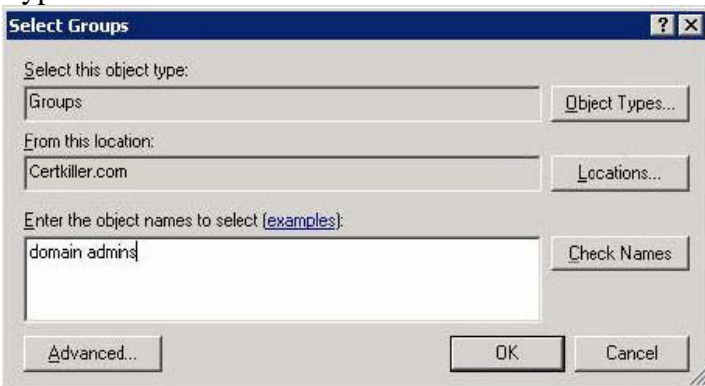 Select Groups
Select this object type:
Groups
Object Types...
From this location:
Certkiller.com
Locations...
Enter the object names to select (examples):
domain admins
Check Names
Advanced...
OK
Cancel